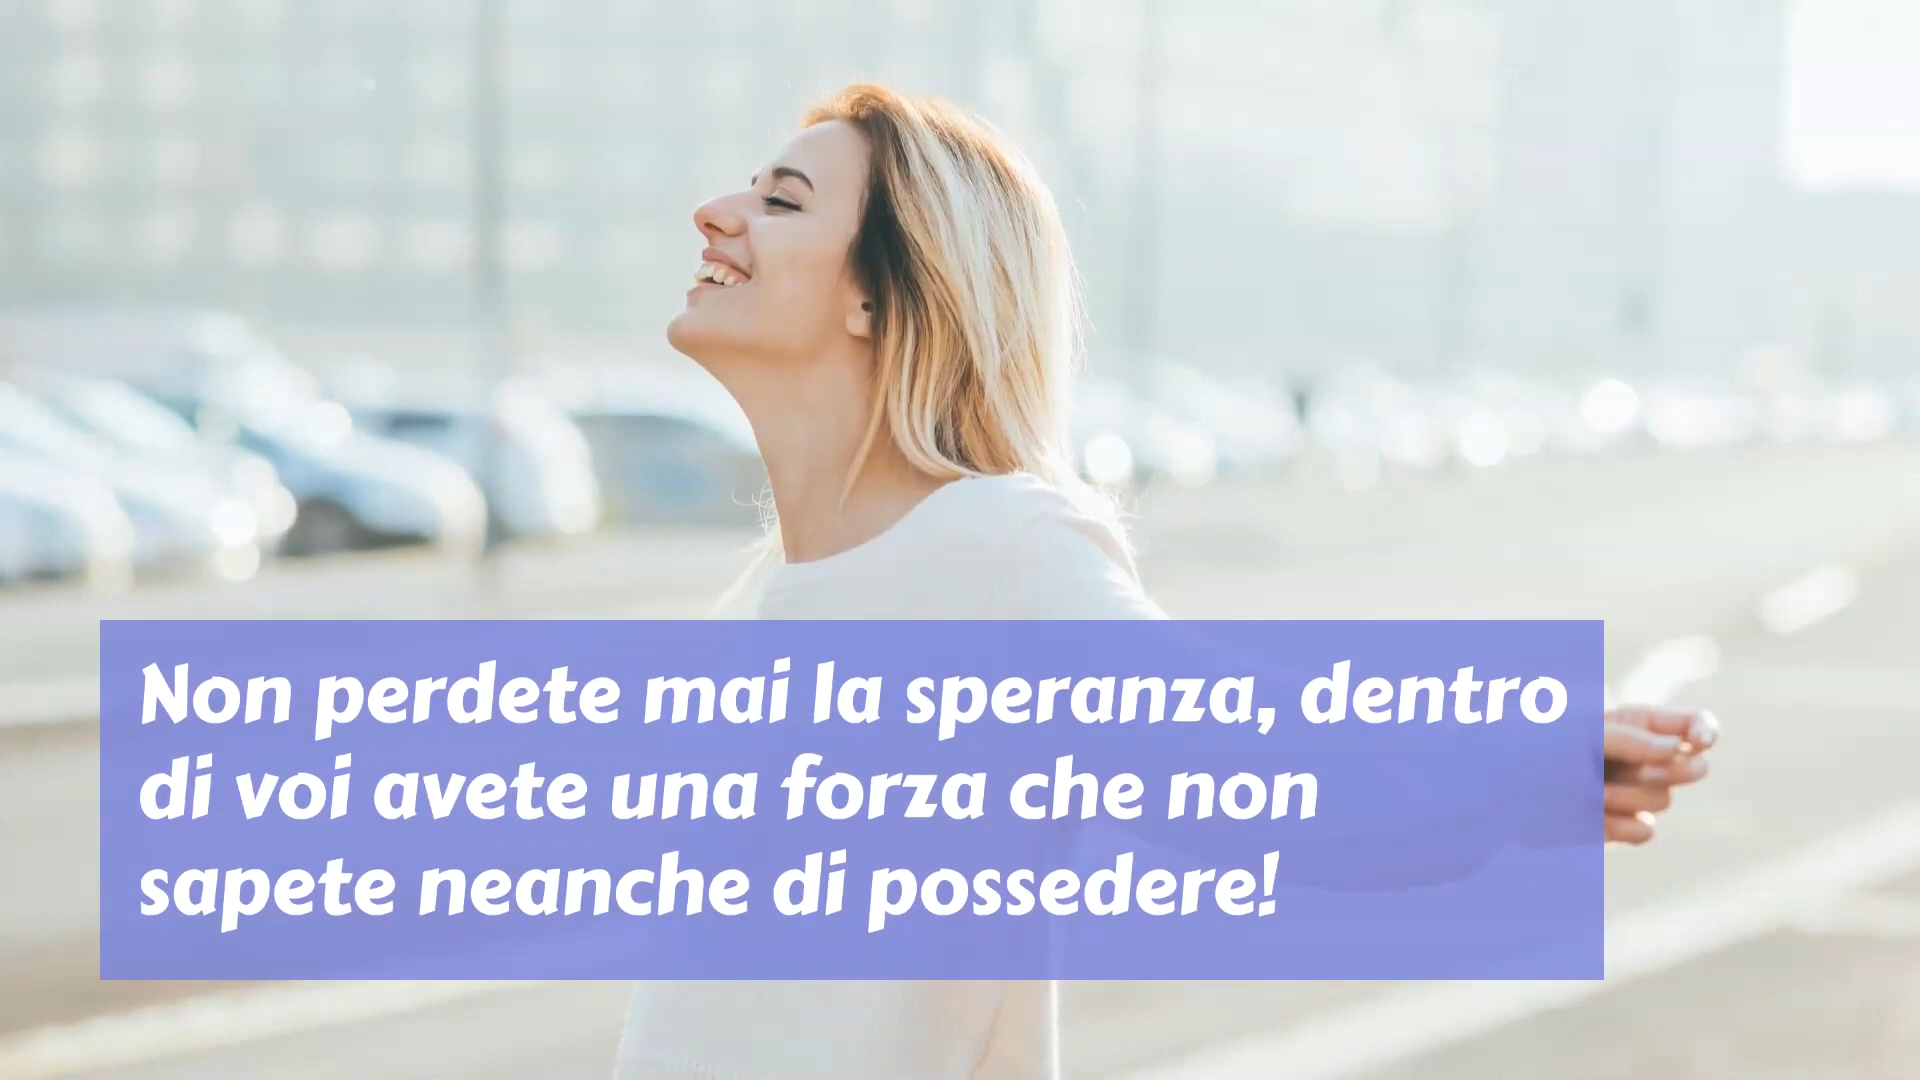 Non perdete mai la speranza, dentro
di voi avete una forza che non
sapete neanche di possedere!